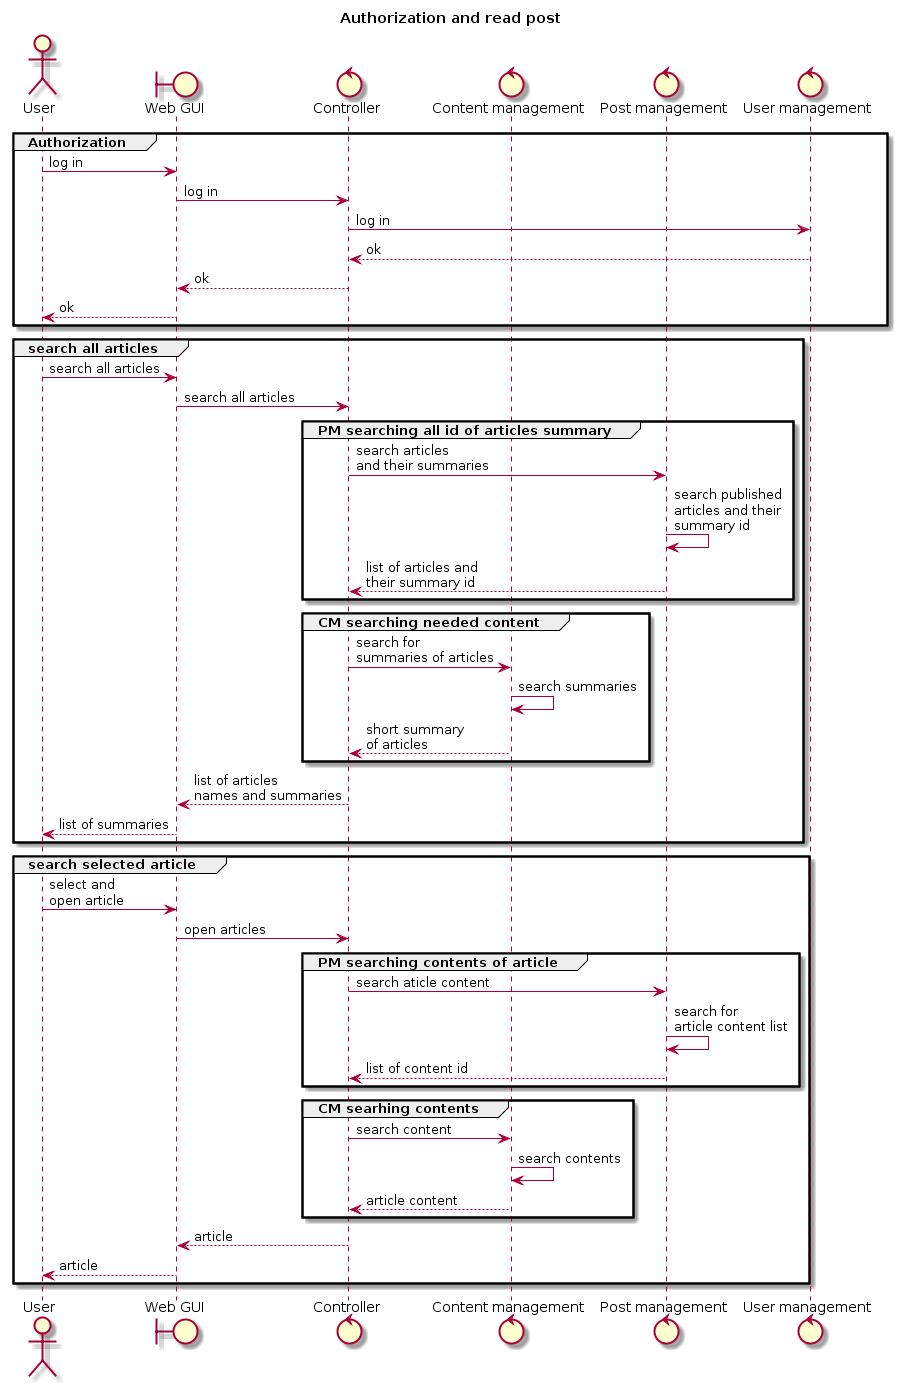 Authorization and read post
User
Web GUI
Controller
Content management
Post management
User management
Authorization
log in
log in
log in
ok
ok
ok
search all articles
search all articles
search all articles
PM searching all id of articles summary
search articles
and their summaries
search published
articles and their
summary id
list of articles and
their summary id
CM searching needed content
search for
summaries of articles
search summaries
short summary
of articles
list of articles
names and summaries
list of summaries
search selected article
select and
open article
open articles
PM searching contents of article
search aticle content
search for
article content list
list of content id
CM searhing contents
search content
search contents
article content
article
article
User
Web GUI
Controller
Content management
Post management
User management